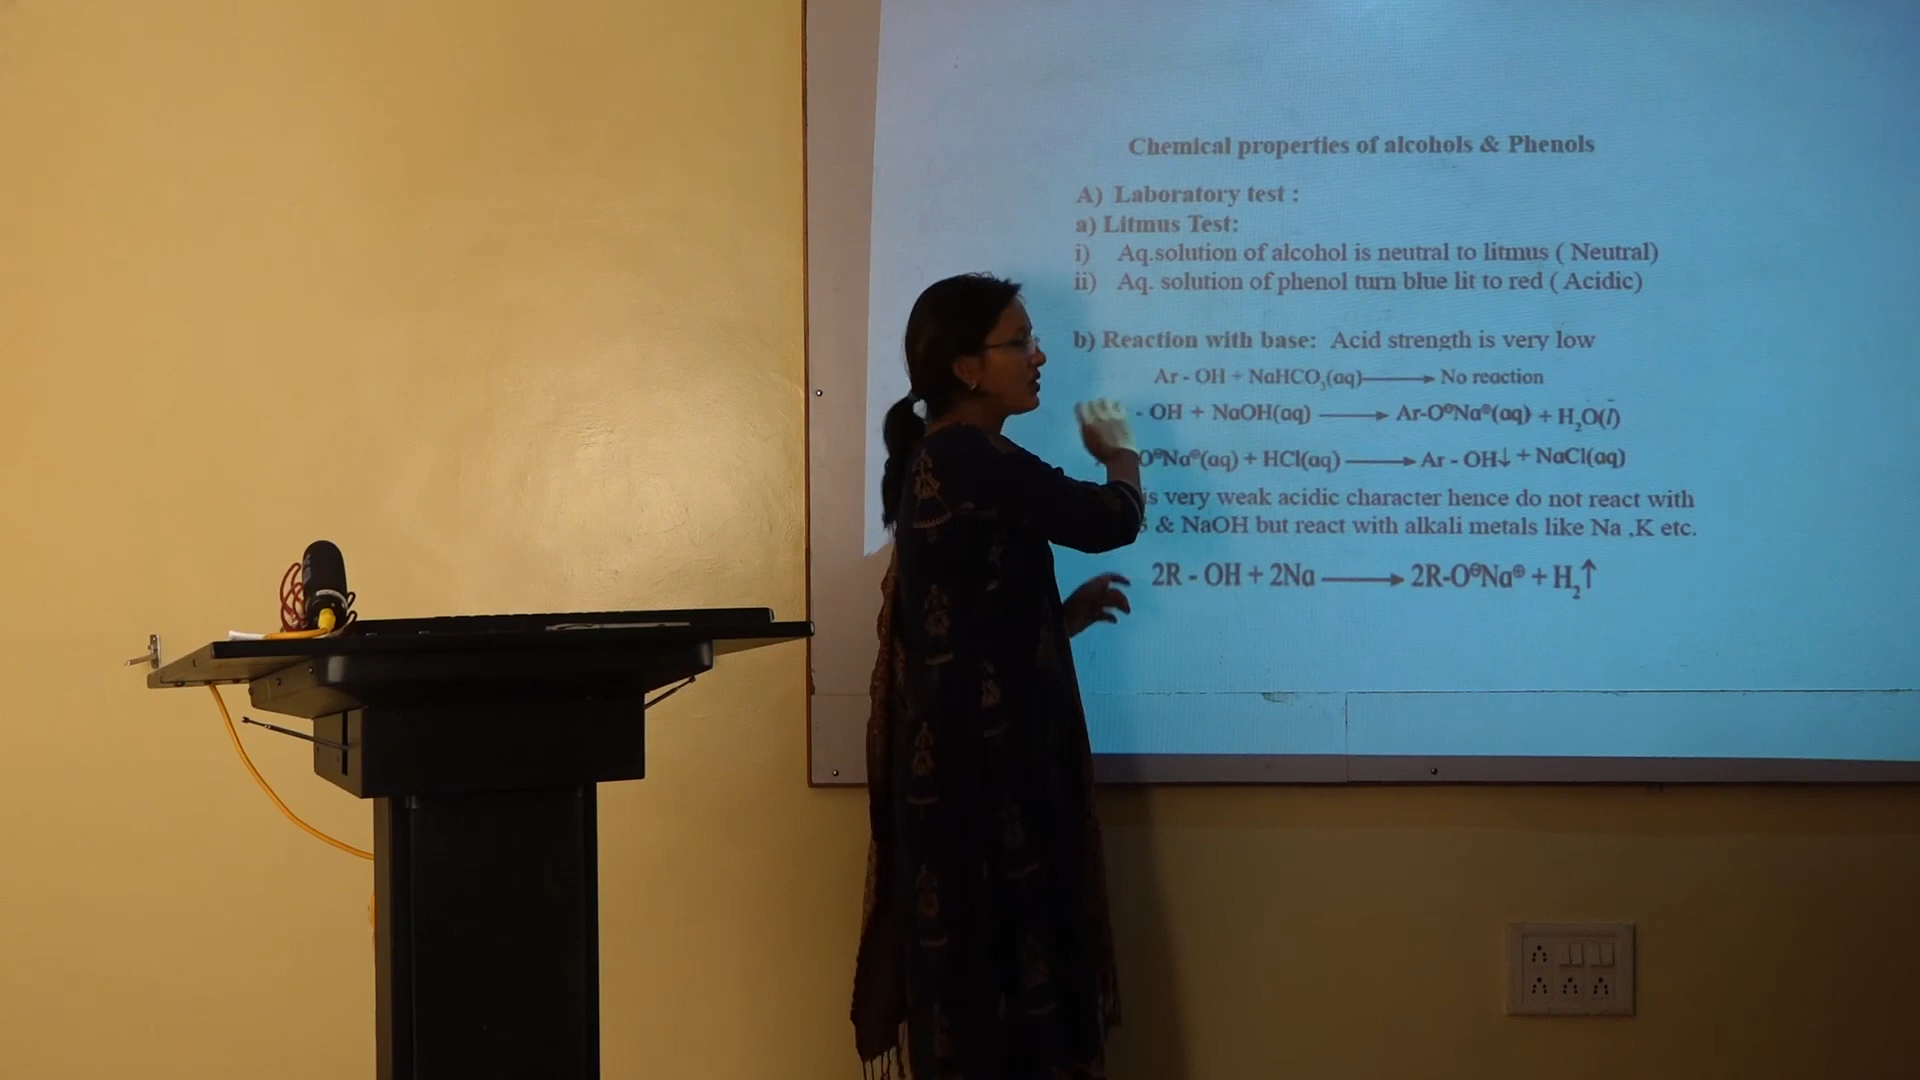 Chemical properties of alcohols & Phenols
A) Laboratory test :
a) Litmus Test:
i) Aq.solution of alcohol is neutral to litmus ( Neutral)
ii) Aq. solution of phenol turn blue lit to red ( Acidic)
b) Reaction with base: Acid strength is very low
Ar - OH + NaHCO₃(aq) ⟶ No reaction
- OH + NaOH(aq) ⟶ Ar-O⊖Na⊕(aq) + H₂O(l)
O⊖Na⊕(aq) + HCl(aq) ⟶ Ar - OH↓ + NaCl(aq)
is very weak acidic character hence do not react with
& NaOH but react with alkali metals like Na ,K etc.
2R - OH + 2Na ⟶ 2R-O⊖Na⊕ + H₂↑